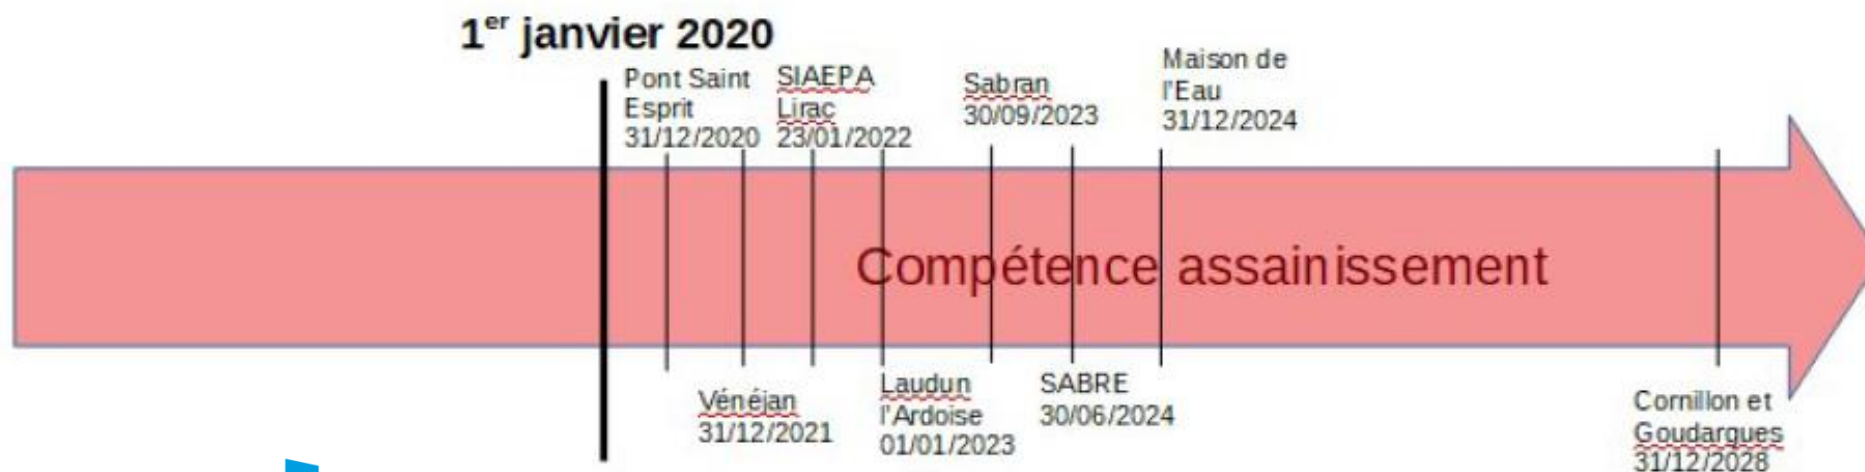 1er janvier 2020
Pont Saint
Esprit
31/12/2020
SIAEPA
Lirac
23/01/2022
Sabran
30/09/2023
Maison de
l'Eau
31/12/2024
Compétence assainissement
Vénéjan
31/12/2021
Laudun
l'Ardoise
01/01/2023
SABRE
30/06/2024
Cornillon et
Goudargues
31/12/2028